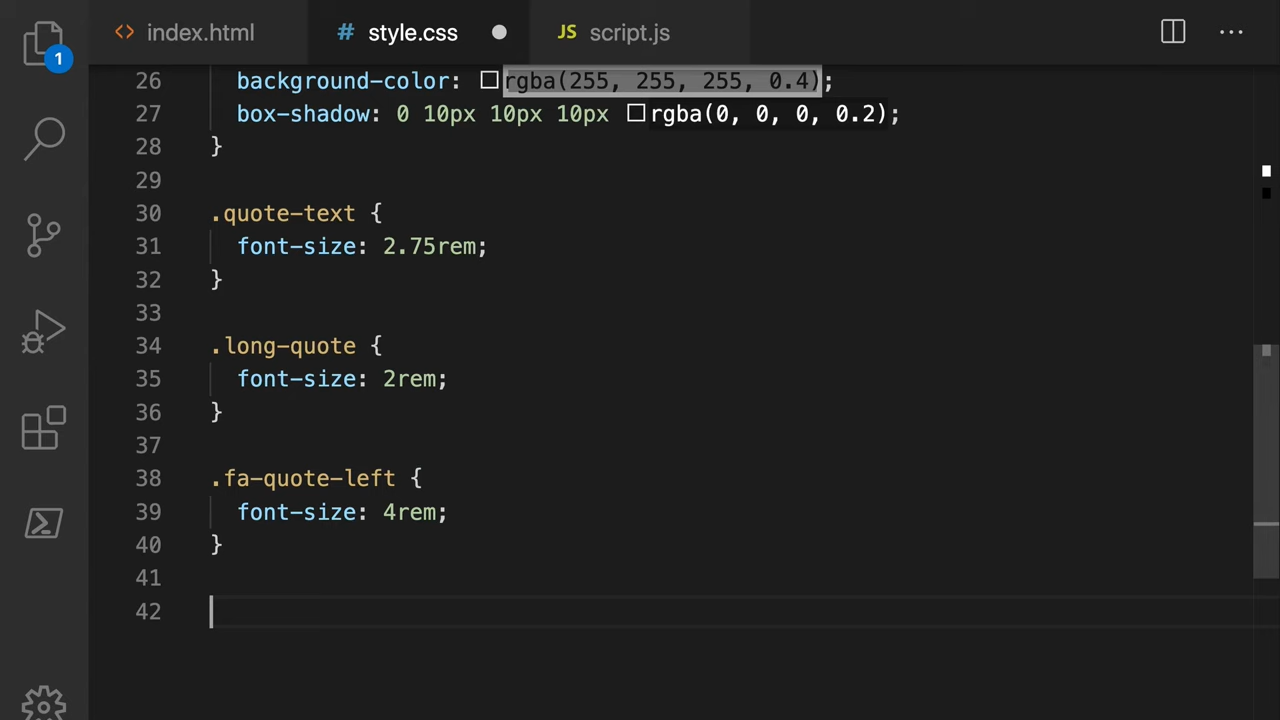 index.html style.css JS script.js
1
26 background-color: rgba(255, 255, 255, 0.4);
27 box-shadow: 0 10px 10px 10px rgba(0, 0, 0, 0.2);
28 }
29
30 .quote-text {
31 font-size: 2.75rem;
32 }
33
34 .long-quote {
35 font-size: 2rem;
36 }
37
38 .fa-quote-left {
39 font-size: 4rem;
40 }
41
42